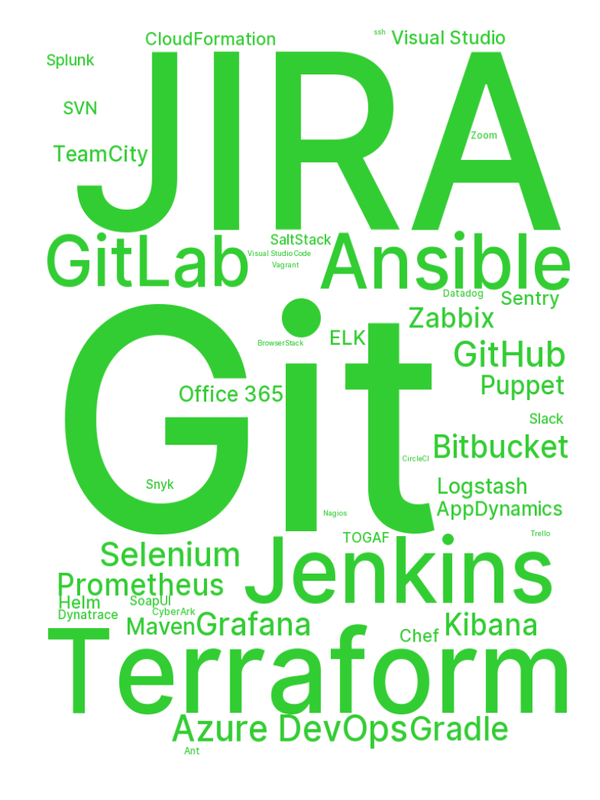 ssh
CloudFormation
Visual Studio
Splunk
JIRA
SVN
Zoom
TeamCity
GitLab
SaltStack
Ansible
Visual Studio Code
Vagrant
Datadog
Sentry
Git
Zabbix
ELK
BrowserStack
GitHub
Puppet
Office 365
Slack
Bitbucket
CircleCI
Snyk
Logstash
AppDynamics
Nagios
Trello
TOGAF
Selenium
Jenkins
Prometheus
Helm
SoapUI
CyberArk
Dynatrace
Maven
Grafana
Chef
Kibana
Terraform
Azure DevOps
Gradle
Ant